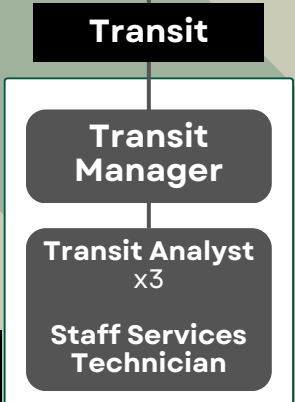 Transit
Transit
Manager
Transit Analyst
x3
Staff Services
Technician